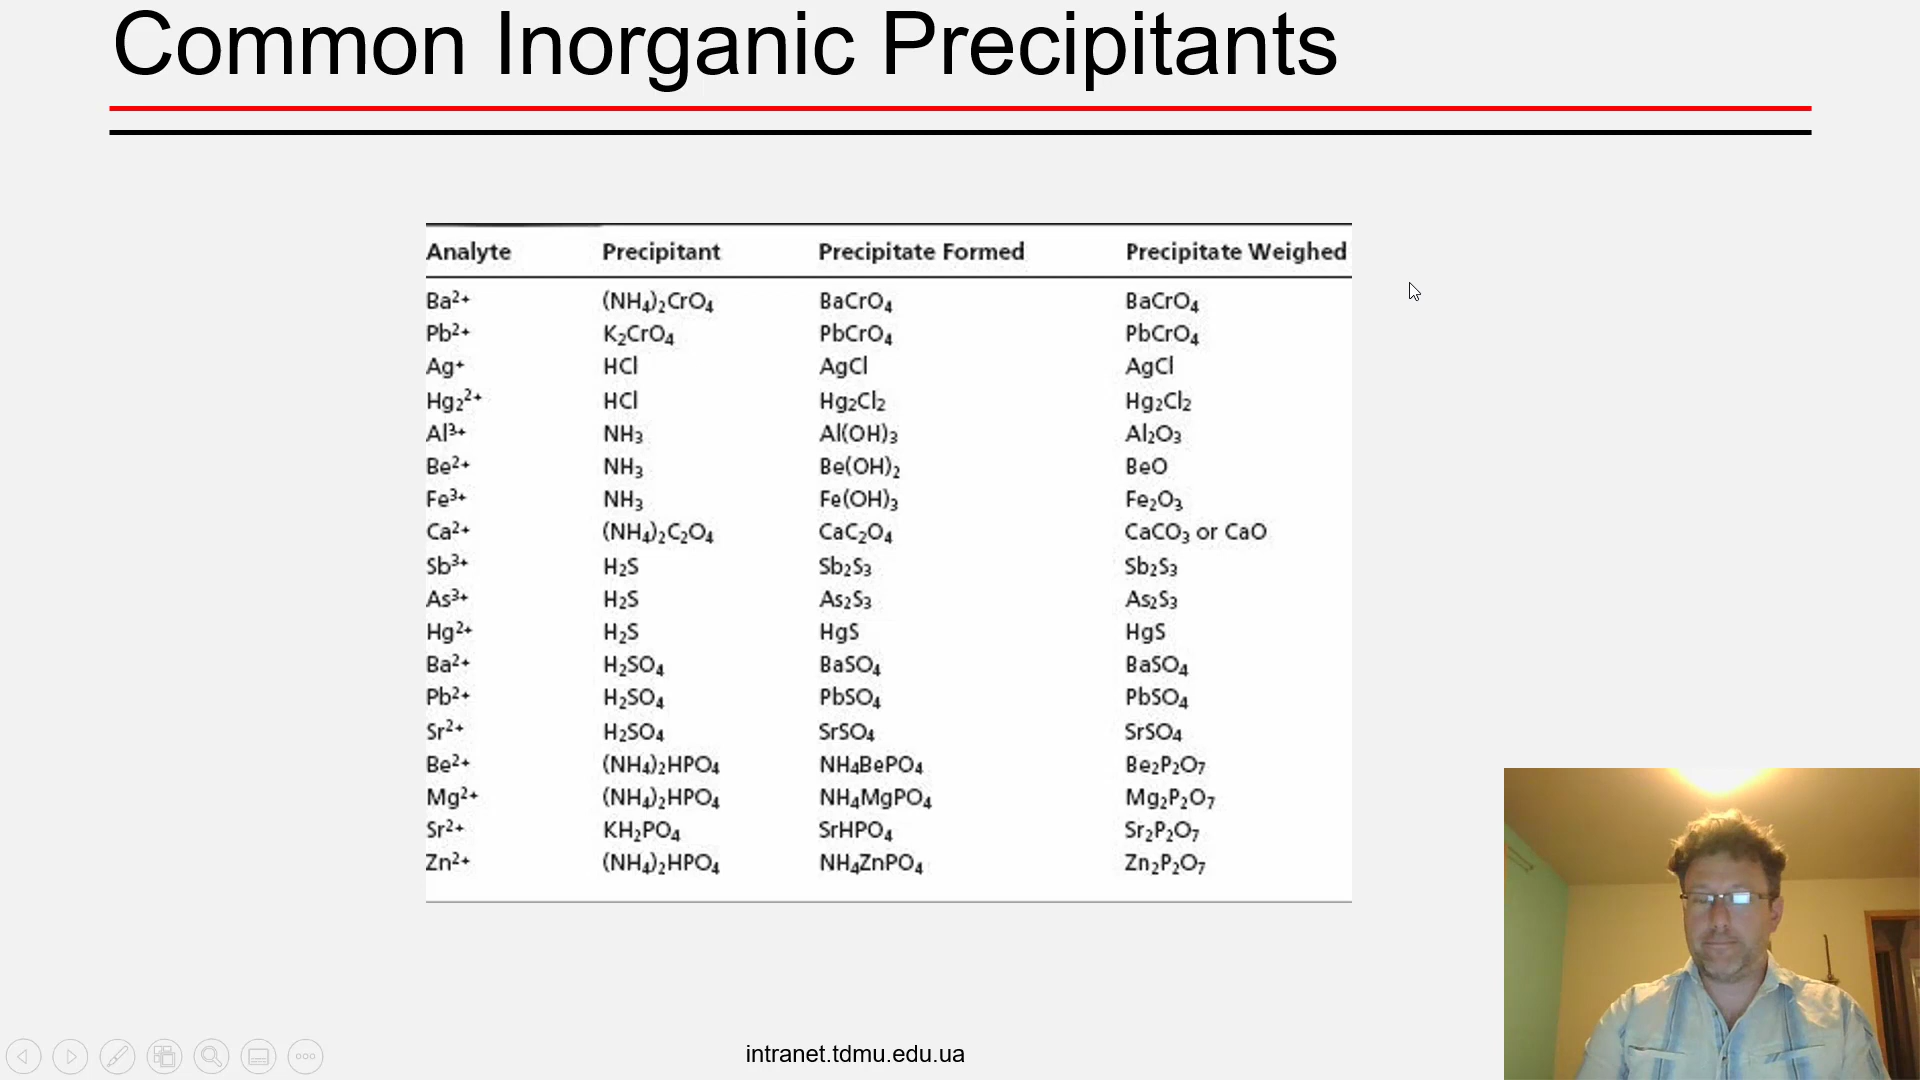 Common Inorganic Precipitants
Analyte Precipitant Precipitate Formed Precipitate Weighed
Ba²⁺ (NH₄)₂CrO₄ BaCrO₄ BaCrO₄
Pb²⁺ K₂CrO₄ PbCrO₄ PbCrO₄
Ag⁺ HCl AgCl AgCl
Hg₂²⁺ HCl Hg₂Cl₂ Hg₂Cl₂
Al³⁺ NH₃ Al(OH)₃ Al₂O₃
Be²⁺ NH₃ Be(OH)₂ BeO
Fe³⁺ NH₃ Fe(OH)₃ Fe₂O₃
Ca²⁺ (NH₄)₂C₂O₄ CaC₂O₄ CaCO₃ or CaO
Sb³⁺ H₂S Sb₂S₃ Sb₂S₃
As³⁺ H₂S As₂S₃ As₂S₃
Hg²⁺ H₂S HgS HgS
Ba²⁺ H₂SO₄ BaSO₄ BaSO₄
Pb²⁺ H₂SO₄ PbSO₄ PbSO₄
Sr²⁺ H₂SO₄ SrSO₄ SrSO₄
Be²⁺ (NH₄)₂HPO₄ NH₄BePO₄ Be₂P₂O₇
Mg²⁺ (NH₄)₂HPO₄ NH₄MgPO₄ Mg₂P₂O₇
Sr²⁺ KH₂PO₄ SrHPO₄ Sr₂P₂O₇
Zn²⁺ (NH₄)₂HPO₄ NH₄ZnPO₄ Zn₂P₂O₇
intranet.tdmu.edu.ua